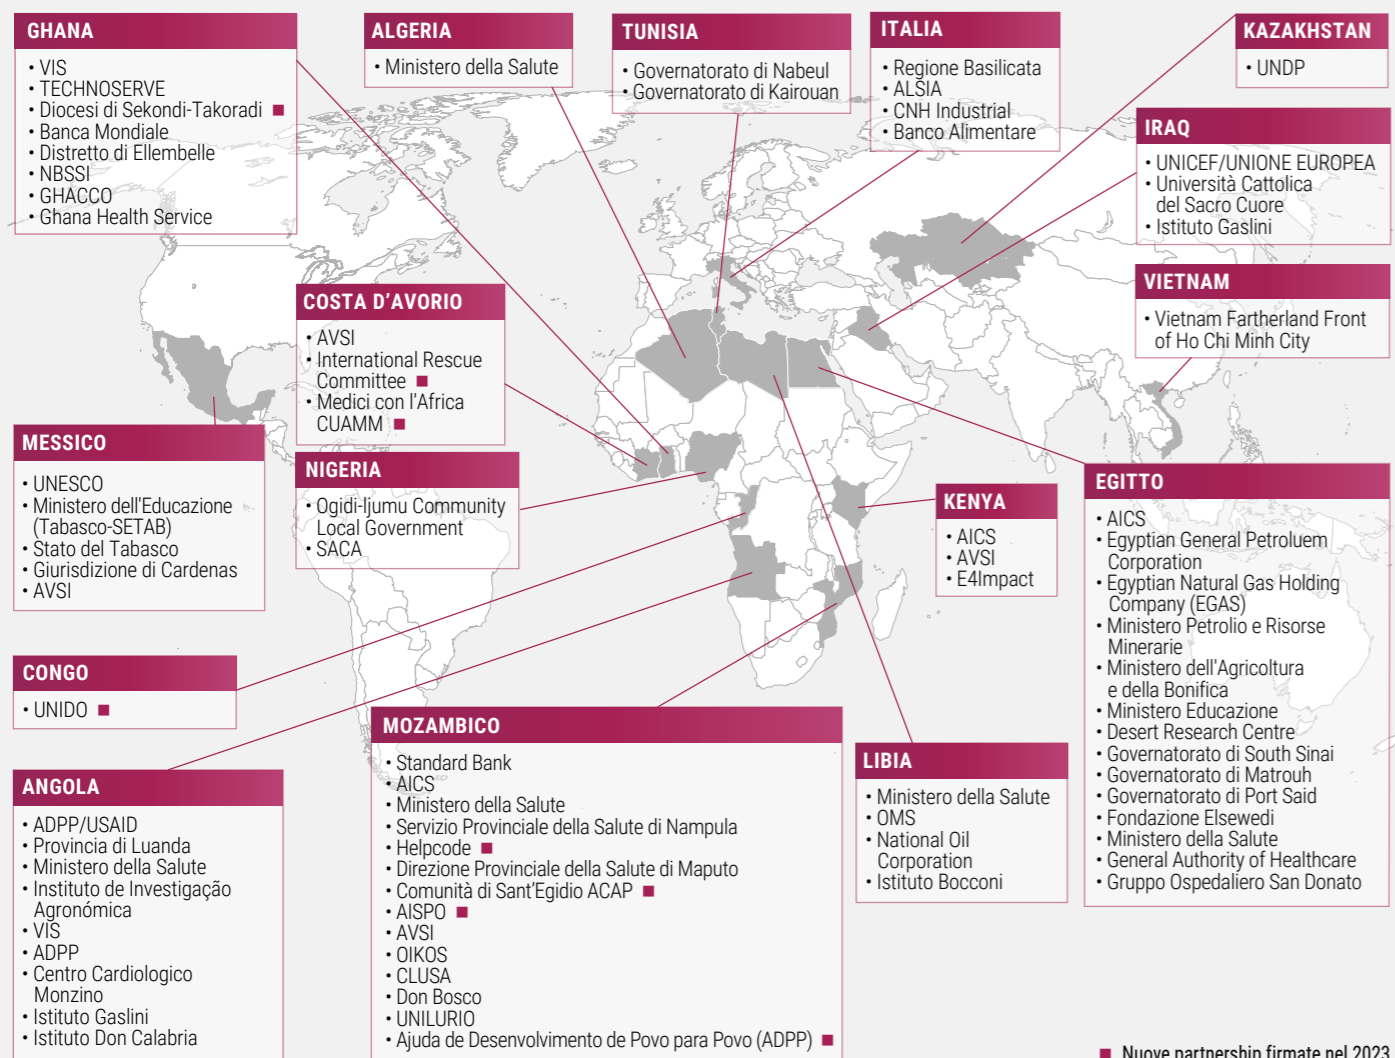 GHANA
• VIS
• TECHNOSERVE
• Diocesi di Sekondi-Takoradi ■
• Banca Mondiale
• Distretto di Ellembelle
• NBSSI
• GHACCO
• Ghana Health Service
ALGERIA
• Ministero della Salute
TUNISIA
• Governatorato di Nabeul
• Governatorato di Kairouan
ITALIA
• Regione Basilicata
• ALSIA
• CNH Industrial
• Banco Alimentare
KAZAKHSTAN
• UNDP
IRAQ
• UNICEF/UNIONE EUROPEA
• Università Cattolica
del Sacro Cuore
• Istituto Gaslini
VIETNAM
• Vietnam Fartherland Front
of Ho Chi Minh City
COSTA D'AVORIO
• AVSI
• International Rescue
Committee ■
• Medici con l'Africa
CUAMM ■
MESSICO
• UNESCO
• Ministero dell'Educazione
(Tabasco-SETAB)
• Stato del Tabasco
• Giurisdizione di Cardenas
• AVSI
NIGERIA
• Ogidi-Ijumu Community
Local Government
• SACA
KENYA
• AICS
• AVSI
• E4Impact
EGITTO
• AICS
• Egyptian General Petroluem
Corporation
• Egyptian Natural Gas Holding
Company (EGAS)
• Ministero Petrolio e Risorse
Minerarie
• Ministero dell'Agricoltura
e della Bonifica
• Ministero Educazione
• Desert Research Centre
• Governatorato di South Sinai
• Governatorato di Matrouh
• Governatorato di Port Said
• Fondazione Elsewedi
• Ministero della Salute
• General Authority of Healthcare
• Gruppo Ospedaliero San Donato
CONGO
• UNIDO ■
ANGOLA
• ADPP/USAID
• Provincia di Luanda
• Ministero della Salute
• Instituto de Investigação
Agronómica
• VIS
• ADPP
• Centro Cardiologico
Monzino
• Istituto Gaslini
• Istituto Don Calabria
MOZAMBICO
• Standard Bank
• AICS
• Ministero della Salute
• Servizio Provinciale della Salute di Nampula
• Helpcode ■
• Direzione Provinciale della Salute di Maputo
• Comunità di Sant'Egidio ACAP ■
• AISPO ■
• AVSI
• OIKOS
• CLUSA
• Don Bosco
• UNILURIO
• Ajuda de Desenvolvimento de Povo para Povo (ADPP) ■
LIBIA
• Ministero della Salute
• OMS
• National Oil
Corporation
• Istituto Bocconi
■ Nuove partnership firmate nel 2023